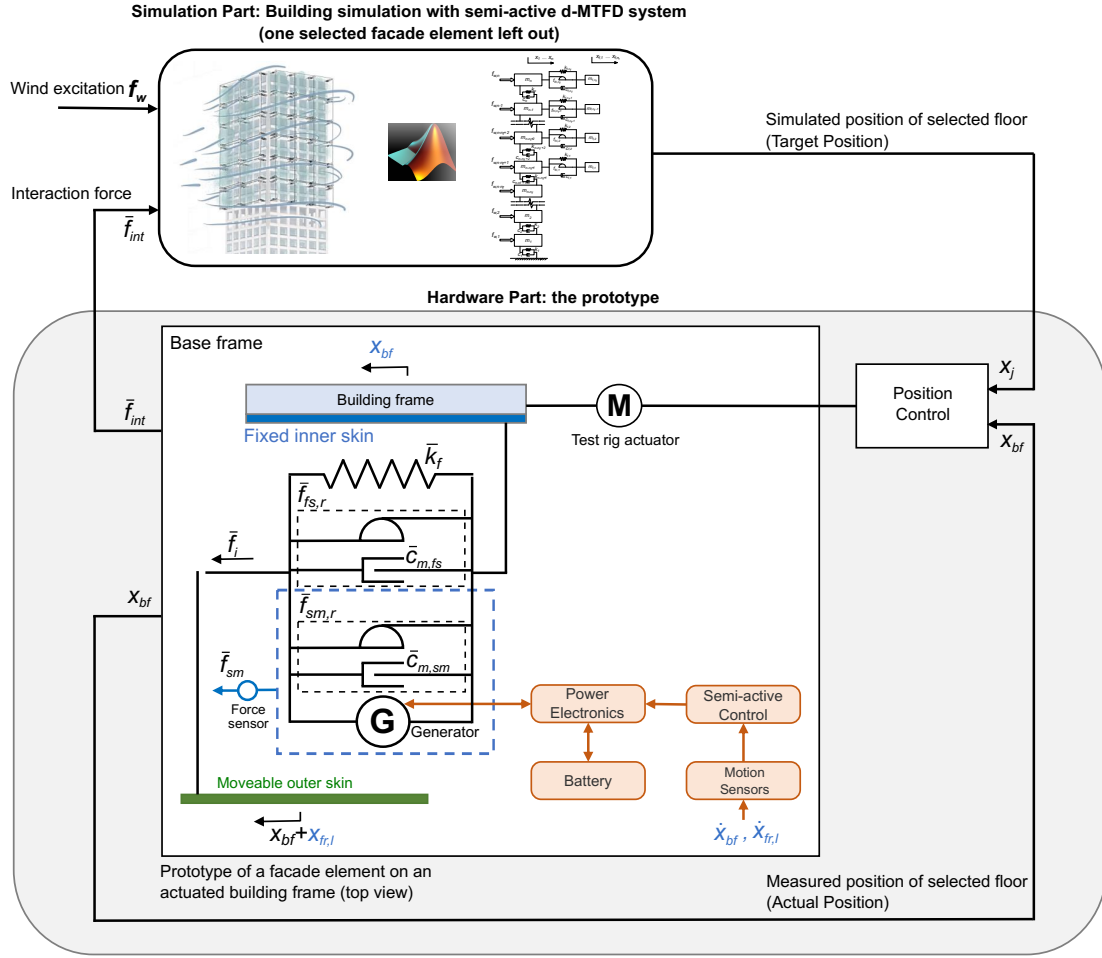 Simulation Part: Building simulation with semi-active d-MTFD system
(one selected facade element left out)
Wind excitation f_w
Interaction force
f̄_int
Simulated position of selected floor
(Target Position)
Hardware Part: the prototype
Base frame
x_bf
Building frame
Fixed inner skin
M
Test rig actuator
Position
Control
x_j
x_bf
f̄_int
k̄_f
f̄_fs,r
c̄_m,fs
f̄_i
x_bf
f̄_sm,r
c̄_m,sm
f̄_sm
Force
sensor
G
Generator
Power
Electronics
Semi-active
Control
Battery
Motion
Sensors
Moveable outer skin
x_bf+x_fr,l
ẋ_bf , ẋ_fr,l
Prototype of a facade element on an
actuated building frame (top view)
Measured position of selected floor
(Actual Position)